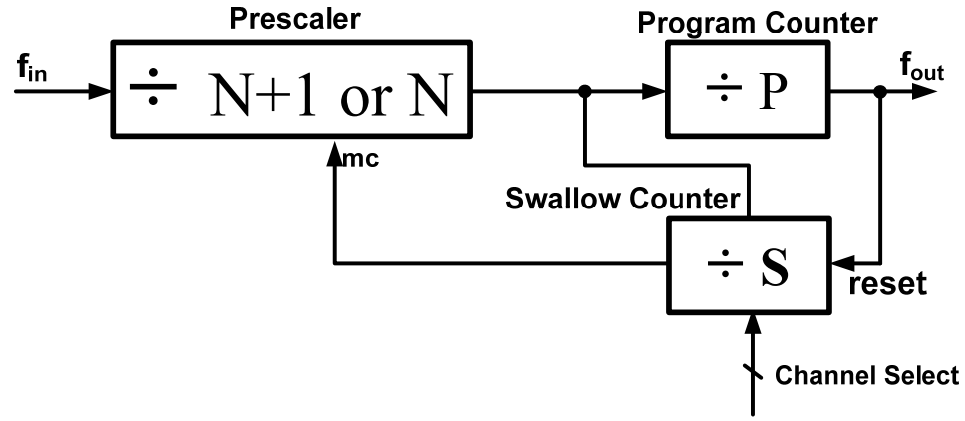 Prescaler
Program Counter
fin
÷ N+1 or N
÷ P
fout
mc
Swallow Counter
÷ S
reset
Channel Select